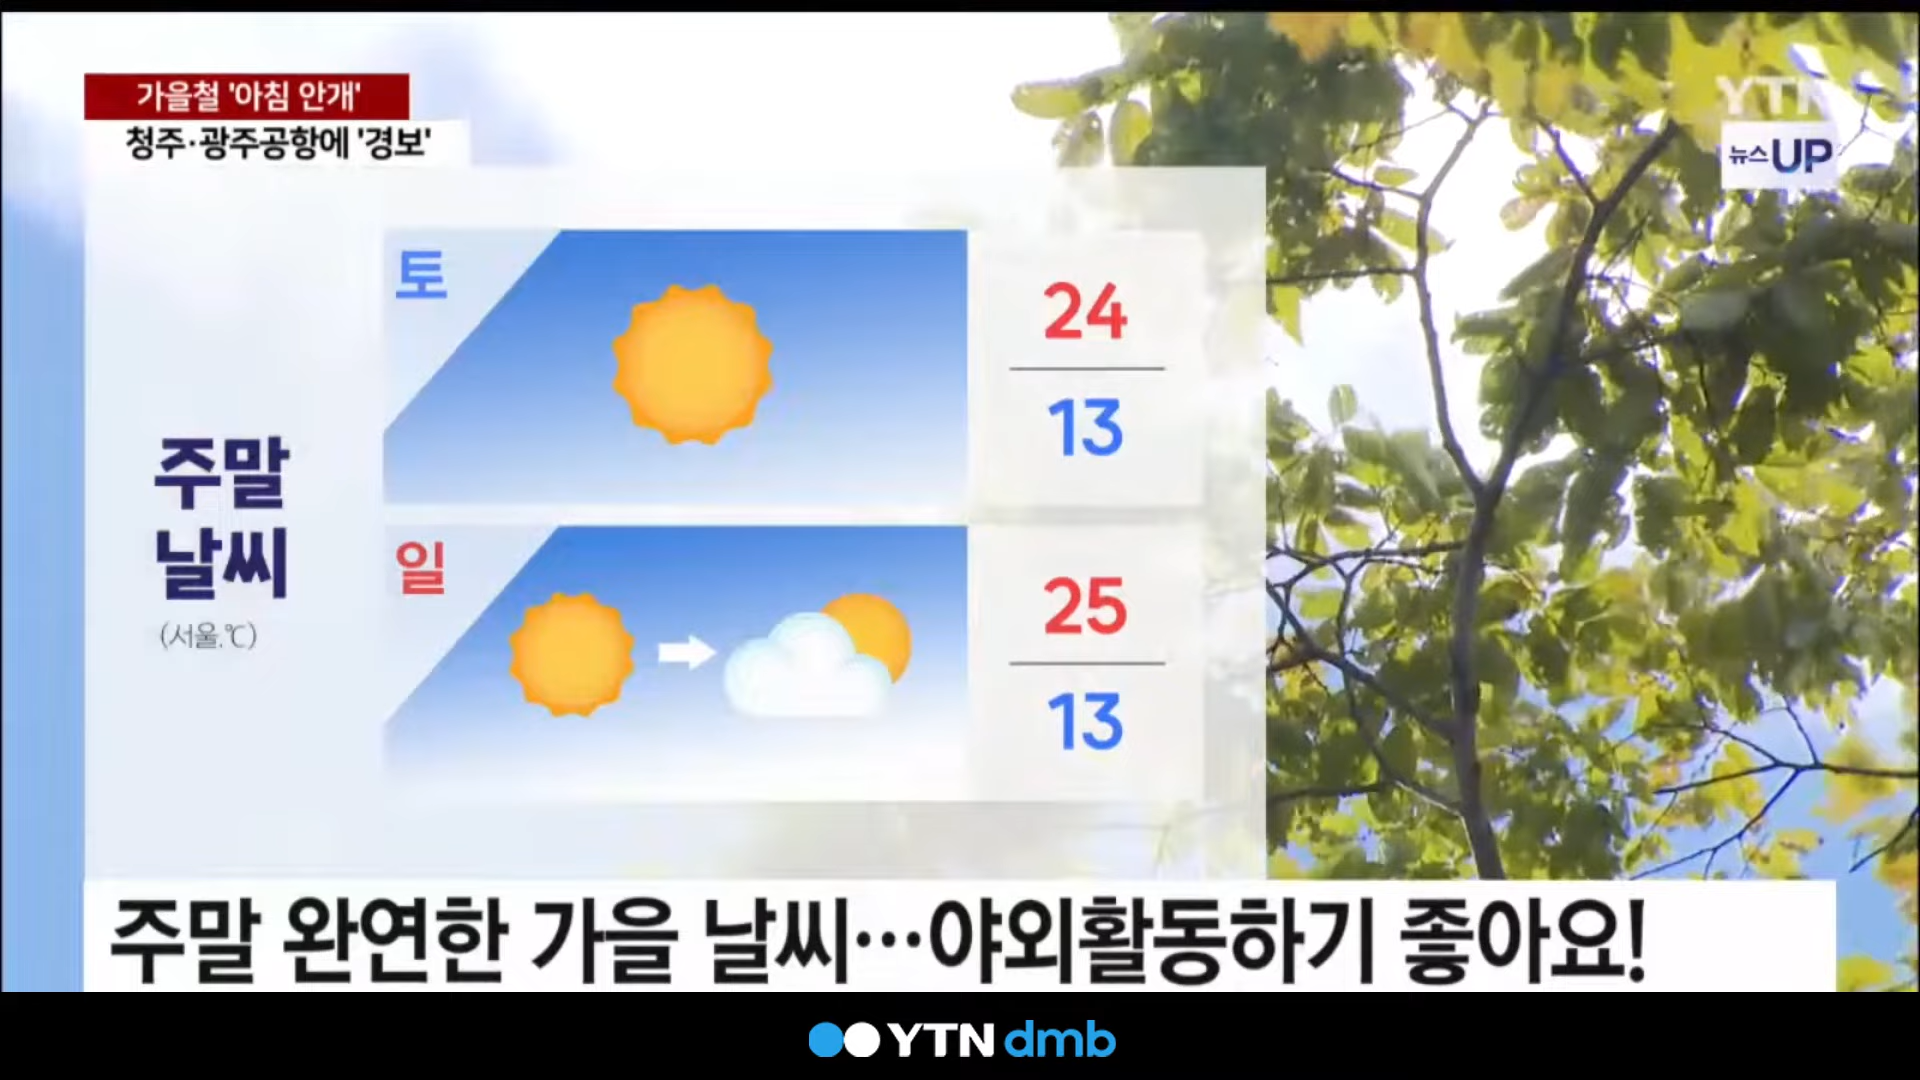 가을철 '아침 안개'
청주·광주공항에 '경보'
YTN
뉴스UP
토
24
13
주말
날씨
(서울.℃)
일
25
13
주말 완연한 가을 날씨…야외활동하기 좋아요!
YTN dmb